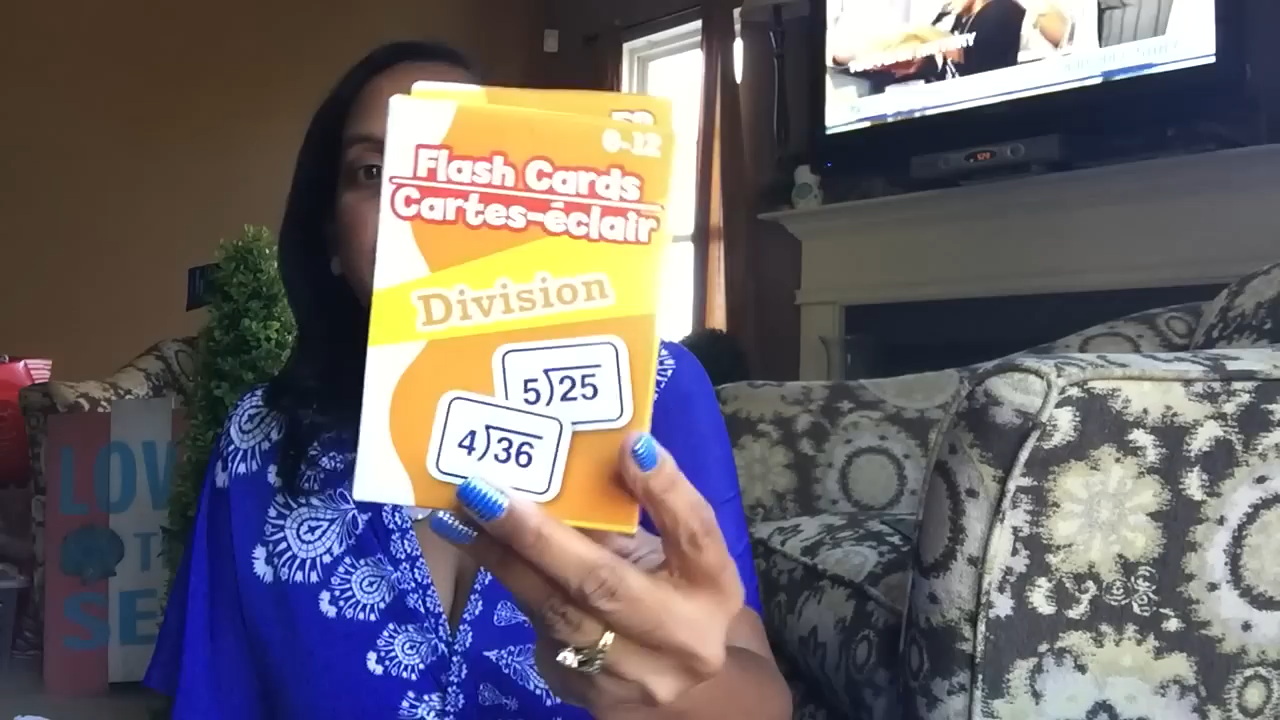 0-12
Flash Cards
Cartes-éclair
Division
5)25
4)36
LOV
SE